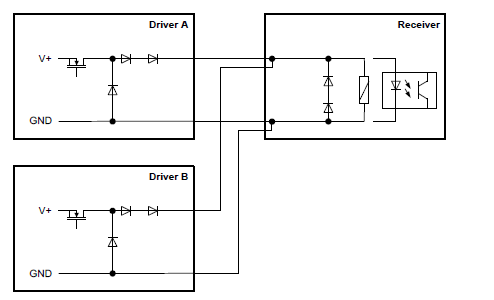 Driver A
Receiver
V+
GND
Driver B
V+
GND